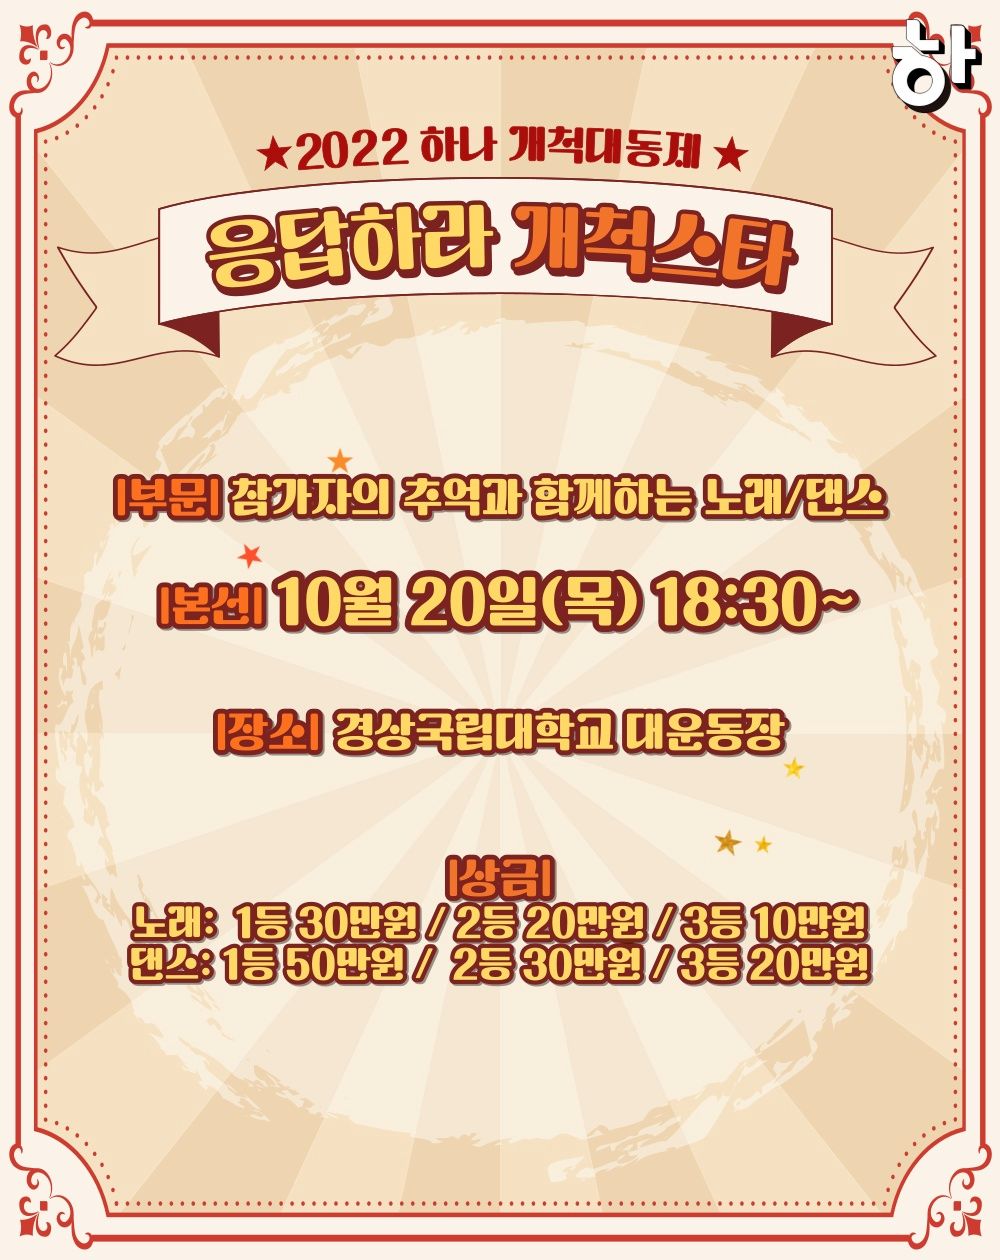 하
★2022 하나 개척대동제 ★
응답하라 개척스타
|부문| 참가자의 추억과 함께하는 노래/댄스
|본선| 10월 20일(목) 18:30~
|장소| 경상국립대학교 대운동장
|상금|
노래: 1등 30만원 / 2등 20만원 / 3등 10만원
댄스: 1등 50만원 / 2등 30만원 / 3등 20만원